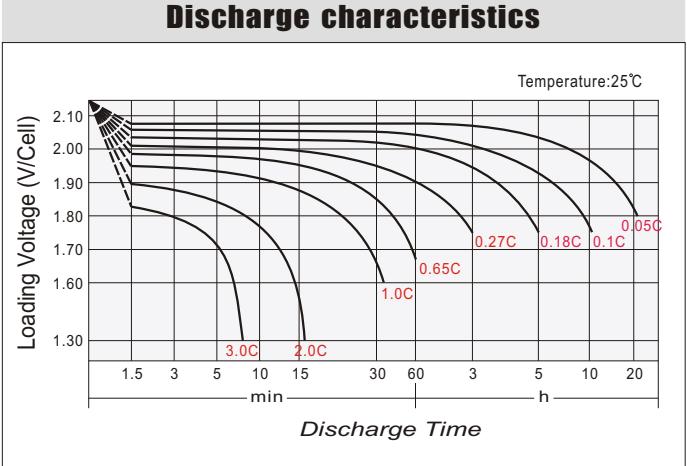 Discharge characteristics
Temperature:25℃
Loading Voltage (V/Cell)
2.10
2.00
1.90
1.80
1.70
1.60
1.30
0.05C
0.27C
0.18C
0.1C
0.65C
1.0C
3.0C
2.0C
1.5 3 5 10 15 30 60 3 5 10 20
min h
Discharge Time